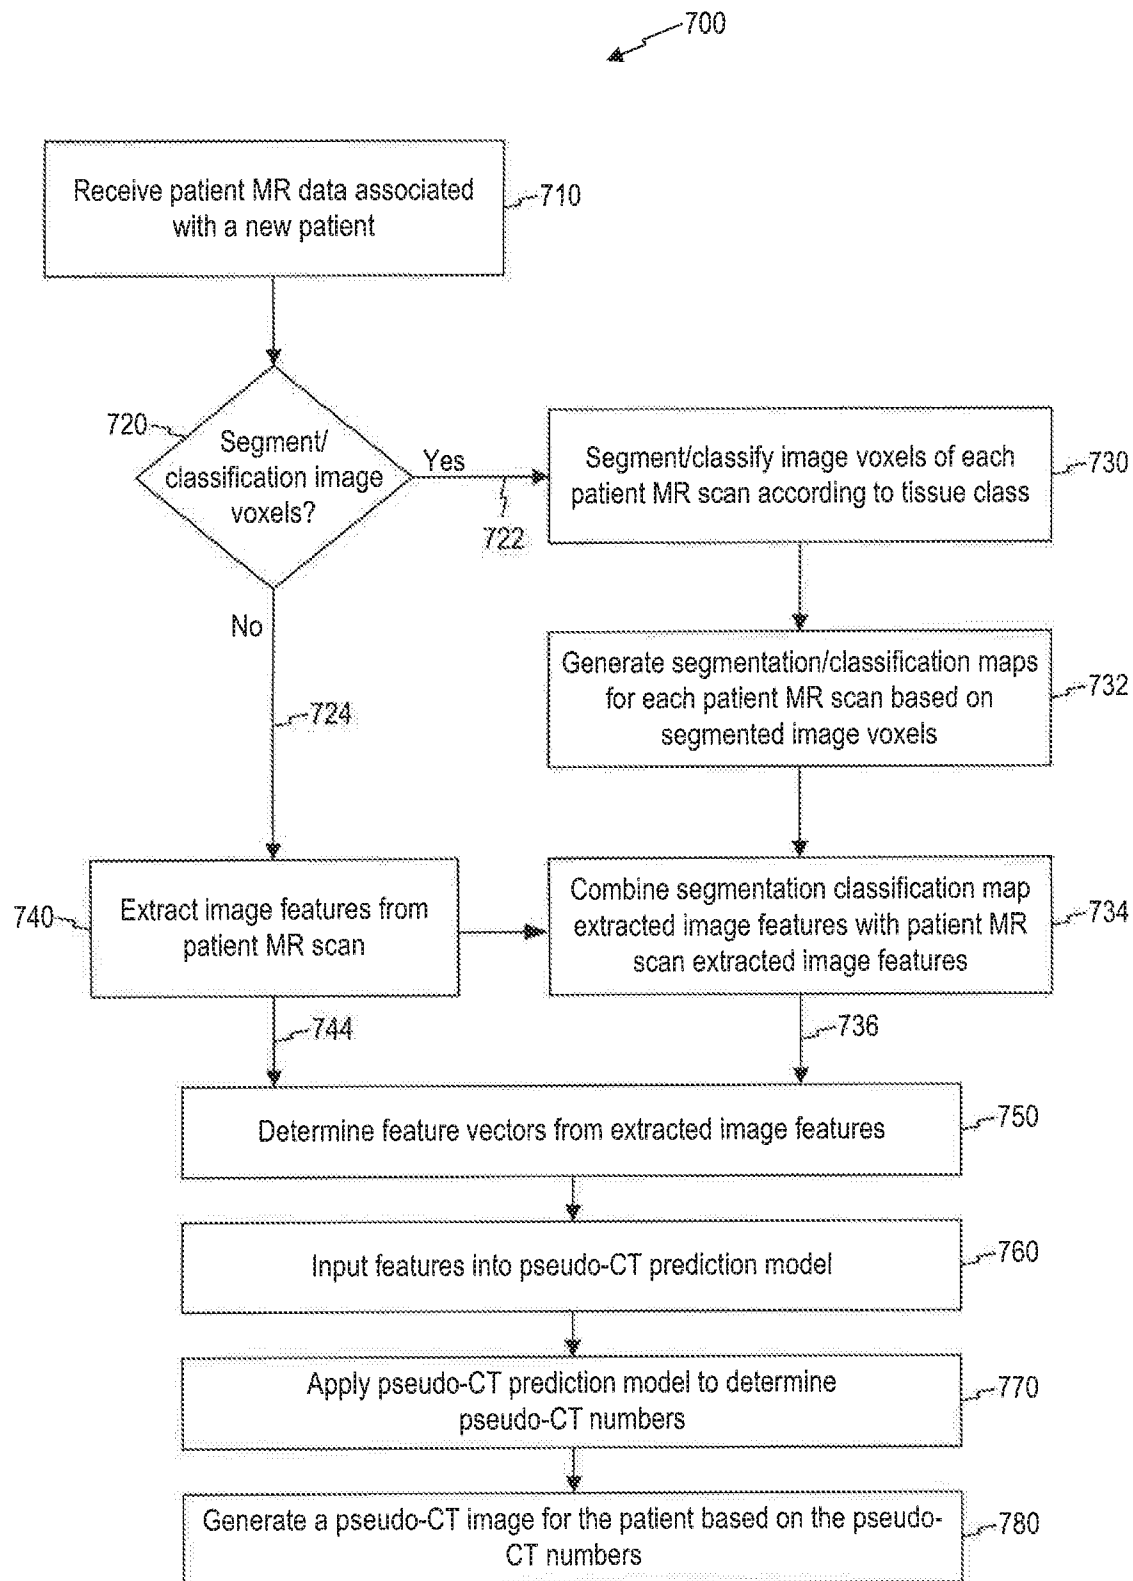 700
Receive patient MR data associated
with a new patient
710
720
Segment/
classification image
voxels?
Yes
722
Segment/classify image voxels of each
patient MR scan according to tissue class
730
No
724
Generate segmentation/classification maps
for each patient MR scan based on
segmented image voxels
732
740
Extract image features from
patient MR scan
Combine segmentation classification map
extracted image features with patient MR
scan extracted image features
734
744
736
Determine feature vectors from extracted image features
750
Input features into pseudo-CT prediction model
760
Apply pseudo-CT prediction model to determine
pseudo-CT numbers
770
Generate a pseudo-CT image for the patient based on the pseudo-
CT numbers
780